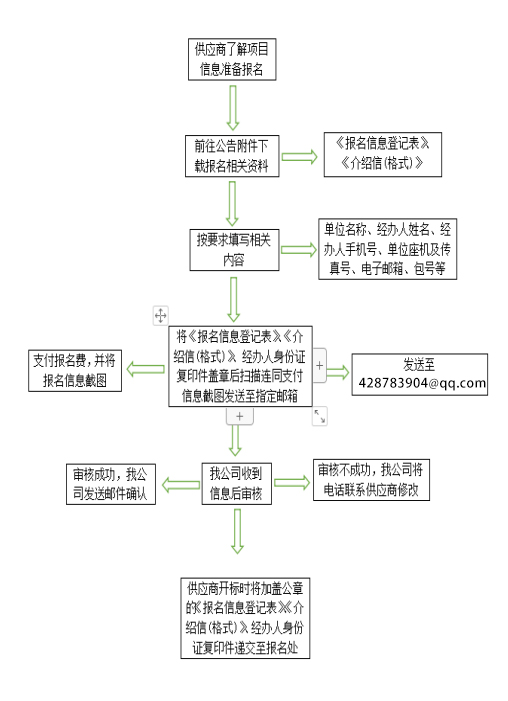 供应商了解项目
信息准备报名
前往公告附件下
载报名相关资料
《报名信息登记表》、
《介绍信(格式)》
按要求填写相关
内容
单位名称、经办人姓名、经
办人手机号、单位座机及传
真号、电子邮箱、包号等
将《报名信息登记表》《介
绍信(格式)》、经办人身份证
复印件盖章后扫描连同支付
信息截图发送至指定邮箱
支付报名费，并将
报名信息截图
发送至
428783904@qq.com
我公司收到
信息后审核
审核成功，我公
司发送邮件确认
审核不成功，我公司将
电话联系供应商修改
供应商开标时将加盖公章
的《报名信息登记表》《介
绍信(格式)》、经办人身份
证复印件递交至报名处